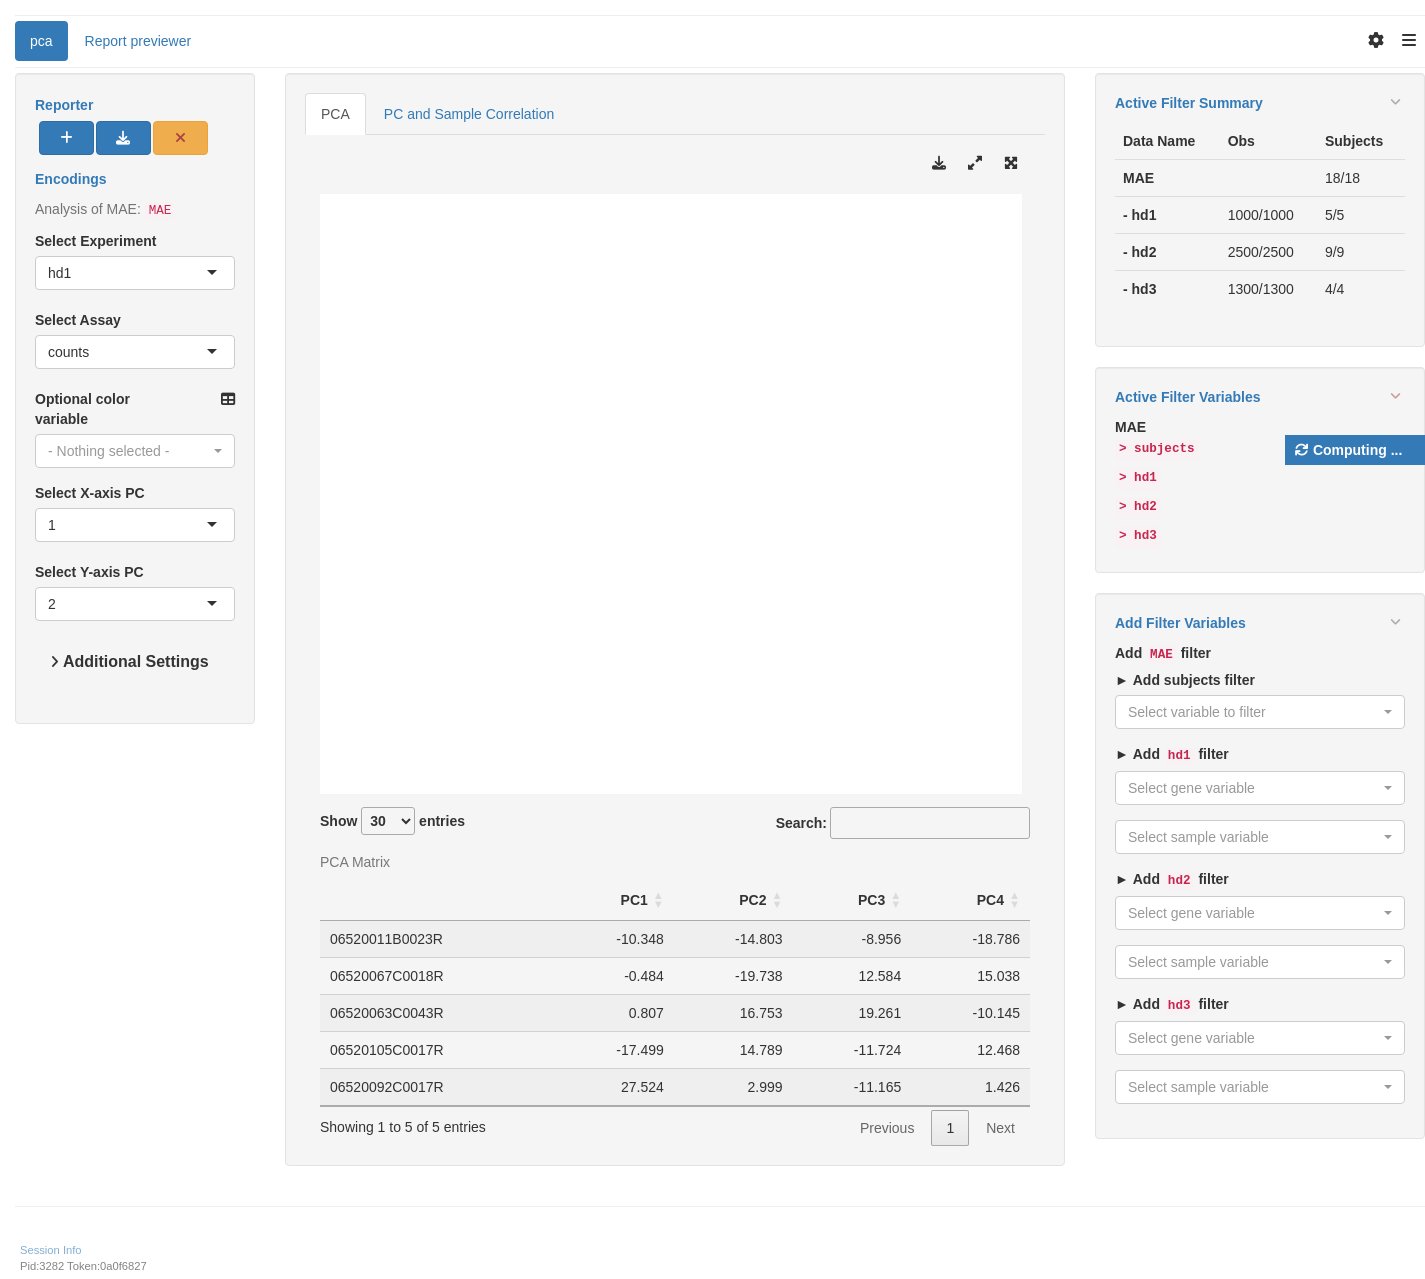 pca
Report previewer
Reporter
Encodings
Analysis of MAE: MAE
Select Experiment
hd1
Select Assay
counts
Optional color
variable
- Nothing selected -
Select X-axis PC
1
Select Y-axis PC
2
Additional Settings
PCA
PC and Sample Correlation
Show 30 entries
Search:
PCA Matrix
PC1 PC2 PC3 PC4
06520011B0023R -10.348 -14.803 -8.956 -18.786
06520067C0018R -0.484 -19.738 12.584 15.038
06520063C0043R 0.807 16.753 19.261 -10.145
06520105C0017R -17.499 14.789 -11.724 12.468
06520092C0017R 27.524 2.999 -11.165 1.426
Showing 1 to 5 of 5 entries
Previous 1 Next
Active Filter Summary
Data Name Obs Subjects
MAE 18/18
- hd1 1000/1000 5/5
- hd2 2500/2500 9/9
- hd3 1300/1300 4/4
Active Filter Variables
MAE
> subjects
Computing ...
> hd1
> hd2
> hd3
Add Filter Variables
Add MAE filter
► Add subjects filter
Select variable to filter
► Add hd1 filter
Select gene variable
Select sample variable
► Add hd2 filter
Select gene variable
Select sample variable
► Add hd3 filter
Select gene variable
Select sample variable
Session Info
Pid:3282 Token:0a0f6827